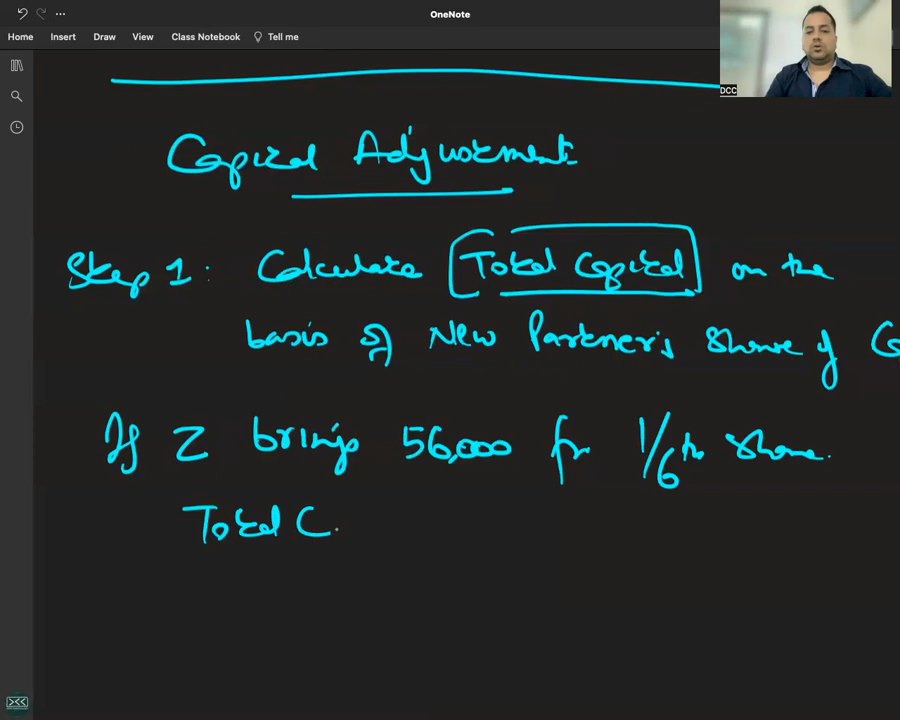 OneNote
Home Insert Draw View Class Notebook Tell me
DCC
Capital Adjustment
Step 1: Calculate Total Capital on the
basis of New Partner's Share of
If Z brings 56,000 for 1/6th Share.
Total C